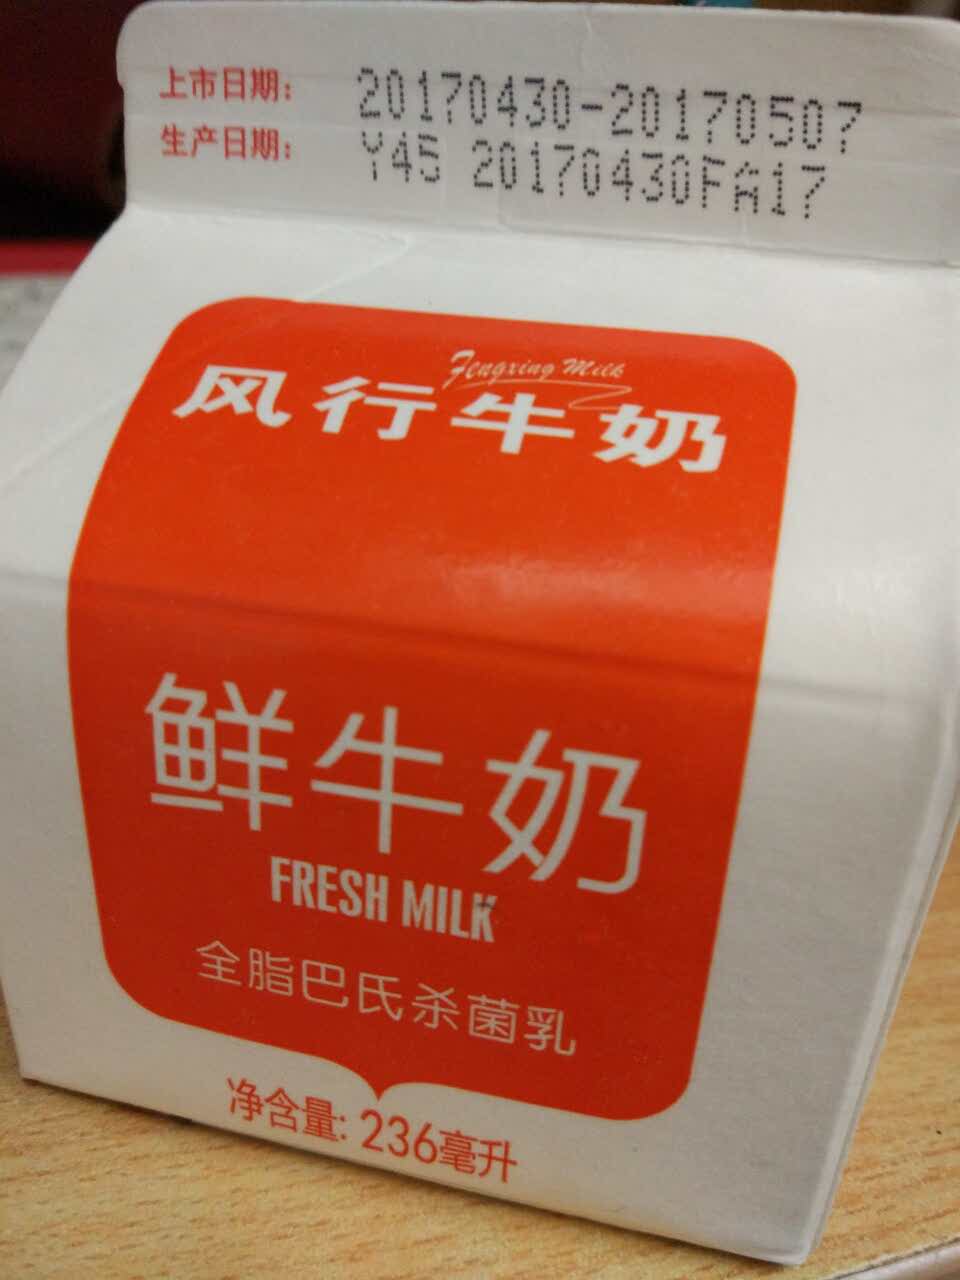 上市日期: 20170430-20170507
生产日期: Y45 20170430FA17
Fengxing Milk
风行牛奶
鲜牛奶
FRESH MILK
全脂巴氏杀菌乳
净含量: 236毫升